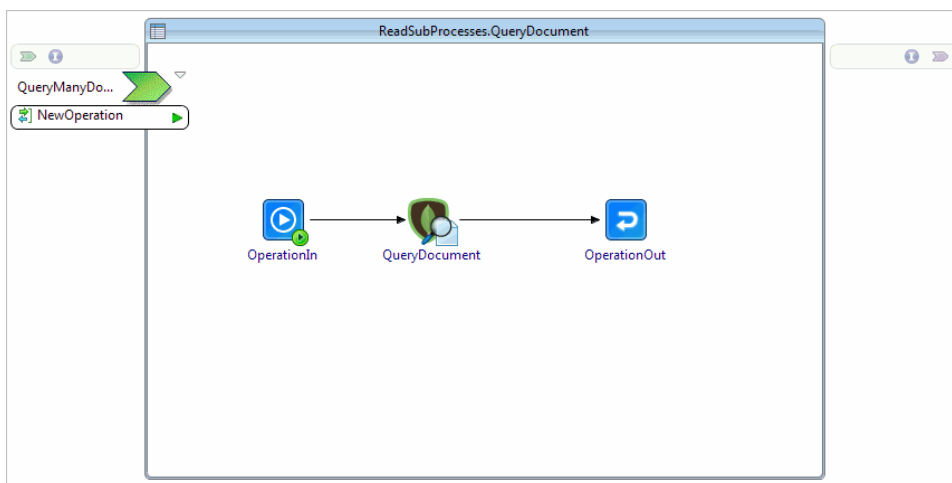 ReadSubProcesses.QueryDocument
QueryManyDo...
NewOperation
OperationIn
QueryDocument
OperationOut